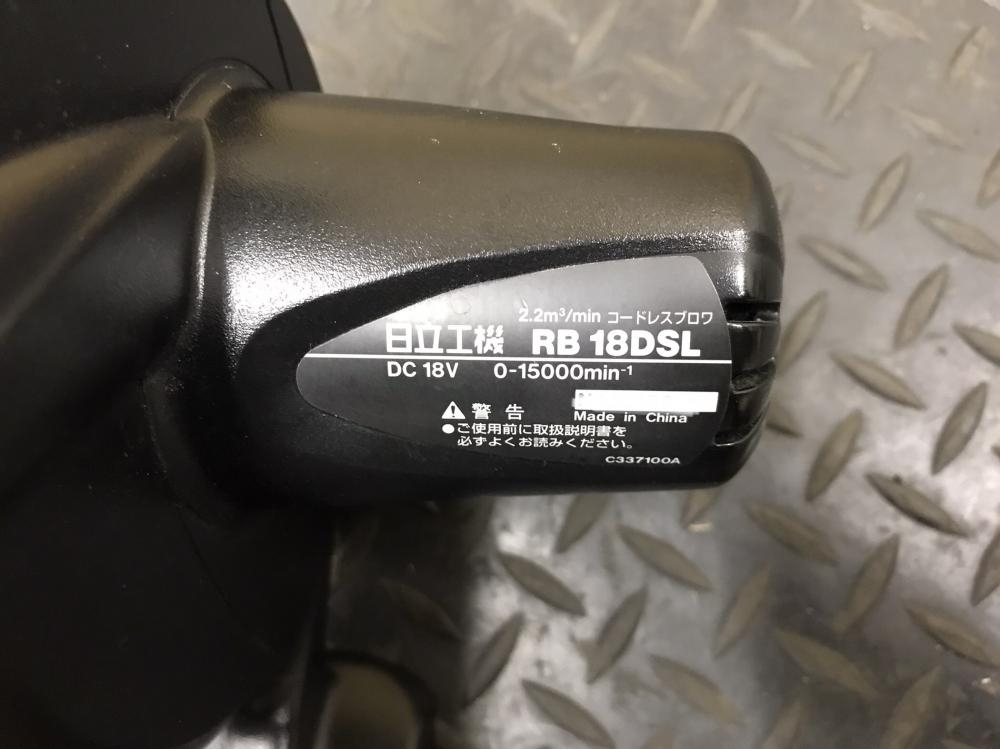 2.2m³/min コードレスブロワ
日立工機 RB 18DSL
DC 18V 0-15000min⁻¹
警告
Made in China
●ご使用前に取扱説明書を
必ずよくお読みください。
C337100A